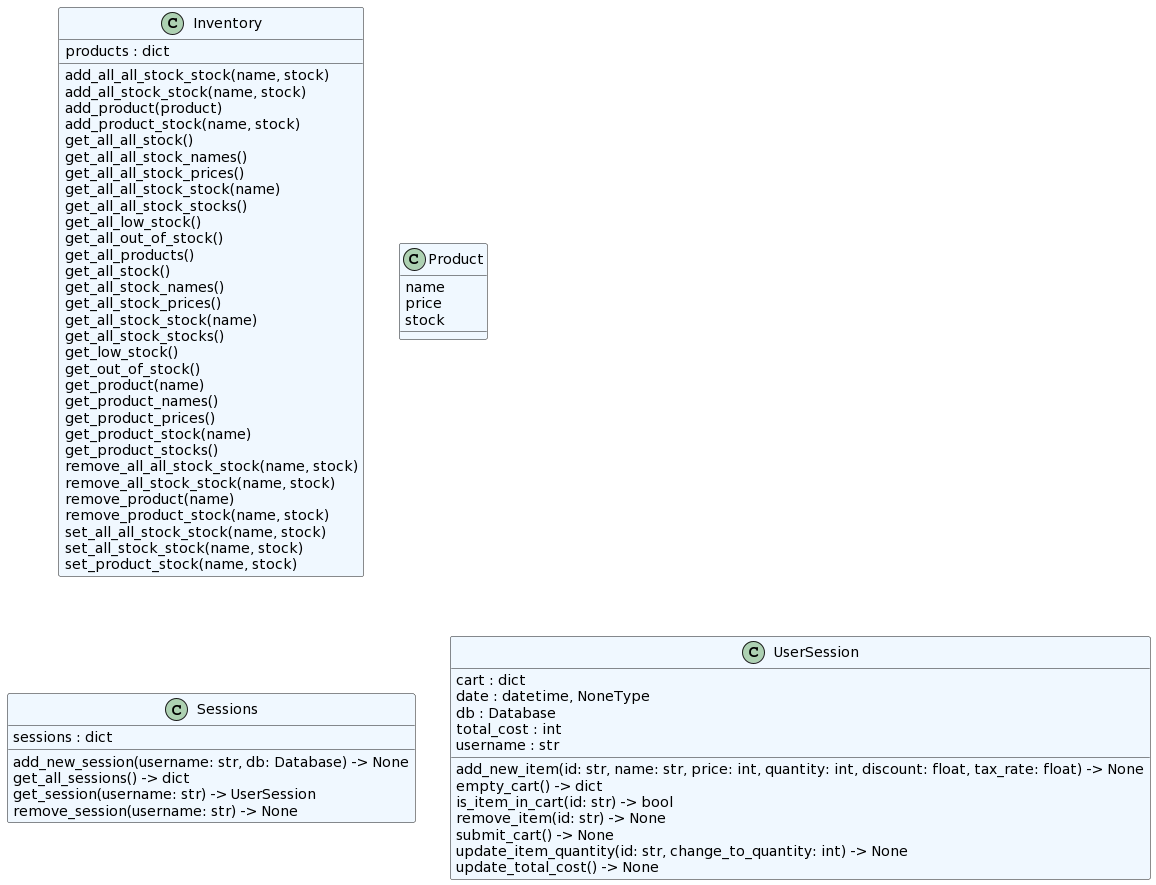 C Inventory
products : dict
add_all_all_stock_stock(name, stock)
add_all_stock_stock(name, stock)
add_product(product)
add_product_stock(name, stock)
get_all_all_stock()
get_all_all_stock_names()
get_all_all_stock_prices()
get_all_all_stock_stock(name)
get_all_all_stock_stocks()
get_all_low_stock()
get_all_out_of_stock()
get_all_products()
get_all_stock()
get_all_stock_names()
get_all_stock_prices()
get_all_stock_stock(name)
get_all_stock_stocks()
get_low_stock()
get_out_of_stock()
get_product(name)
get_product_names()
get_product_prices()
get_product_stock(name)
get_product_stocks()
remove_all_all_stock_stock(name, stock)
remove_all_stock_stock(name, stock)
remove_product(name)
remove_product_stock(name, stock)
set_all_all_stock_stock(name, stock)
set_all_stock_stock(name, stock)
set_product_stock(name, stock)
C Product
name
price
stock
C Sessions
sessions : dict
add_new_session(username: str, db: Database) -> None
get_all_sessions() -> dict
get_session(username: str) -> UserSession
remove_session(username: str) -> None
C UserSession
cart : dict
date : datetime, NoneType
db : Database
total_cost : int
username : str
add_new_item(id: str, name: str, price: int, quantity: int, discount: float, tax_rate: float) -> None
empty_cart() -> dict
is_item_in_cart(id: str) -> bool
remove_item(id: str) -> None
submit_cart() -> None
update_item_quantity(id: str, change_to_quantity: int) -> None
update_total_cost() -> None